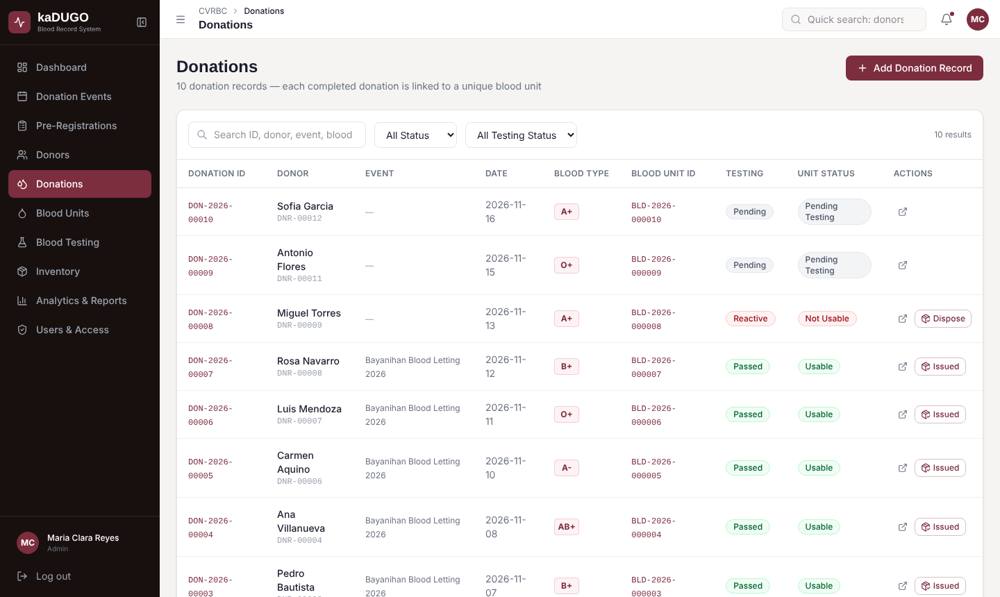 kaDUGO
Blood Record System
Dashboard
Donation Events
Pre-Registrations
Donors
Donations
Blood Units
Blood Testing
Inventory
Analytics & Reports
Users & Access
MC
Maria Clara Reyes
Admin
Log out
CVRBC > Donations
Donations
Quick search: donors
MC
Donations
10 donation records — each completed donation is linked to a unique blood unit
+ Add Donation Record
Search ID, donor, event, blood
All Status
All Testing Status
10 results
DONATION ID DONOR EVENT DATE BLOOD TYPE BLOOD UNIT ID TESTING UNIT STATUS ACTIONS
DON-2026-
00010
Sofia Garcia
DNR-00012
—
2026-11-
16
A+
BLD-2026-
000010
Pending
Pending
Testing
DON-2026-
00009
Antonio
Flores
DNR-00011
—
2026-11-
15
O+
BLD-2026-
000009
Pending
Pending
Testing
DON-2026-
00008
Miguel Torres
DNR-00009
—
2026-11-
13
A+
BLD-2026-
000008
Reactive
Not Usable
Dispose
DON-2026-
00007
Rosa Navarro
DNR-00008
Bayanihan Blood Letting
2026
2026-11-
12
B+
BLD-2026-
000007
Passed
Usable
Issued
DON-2026-
00006
Luis Mendoza
DNR-00007
Bayanihan Blood Letting
2026
2026-11-
11
O+
BLD-2026-
000006
Passed
Usable
Issued
DON-2026-
00005
Carmen
Aquino
DNR-00006
Bayanihan Blood Letting
2026
2026-11-
10
A-
BLD-2026-
000005
Passed
Usable
Issued
DON-2026-
00004
Ana
Villanueva
DNR-00004
Bayanihan Blood Letting
2026
2026-11-
08
AB+
BLD-2026-
000004
Passed
Usable
Issued
DON-2026-
00003
Pedro
Bautista
Bayanihan Blood Letting
2026
2026-11-
07
B+
BLD-2026-
000003
Passed
Usable
Issued